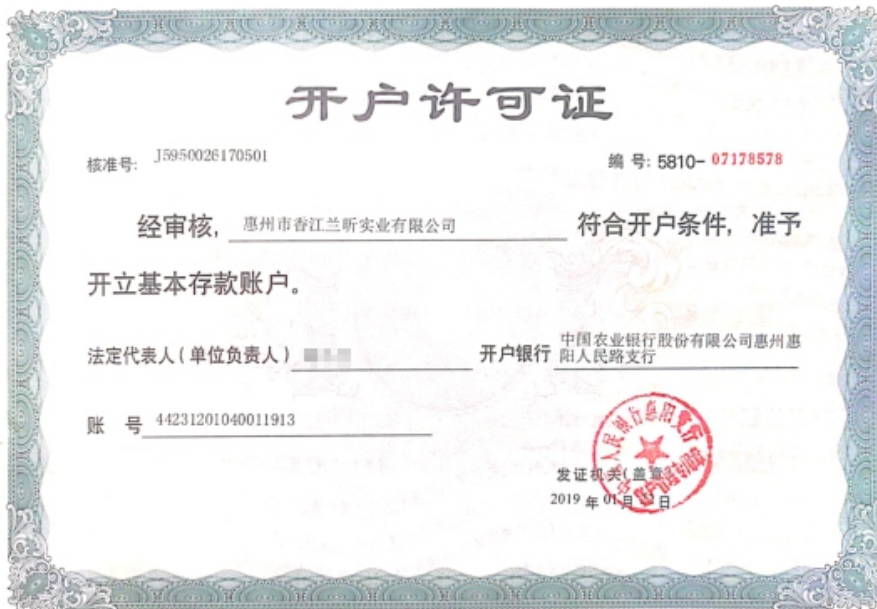 开户许可证
核准号: J5950026170501 编 号: 5810- 07178578
经审核, 惠州市香江兰昕实业有限公司 符合开户条件, 准予
开立基本存款账户。
法定代表人(单位负责人) 开户银行 中国农业银行股份有限公司惠州惠
阳人民路支行
账 号 44231201040011913
发证机关(盖章)
2019 年 01 月 日